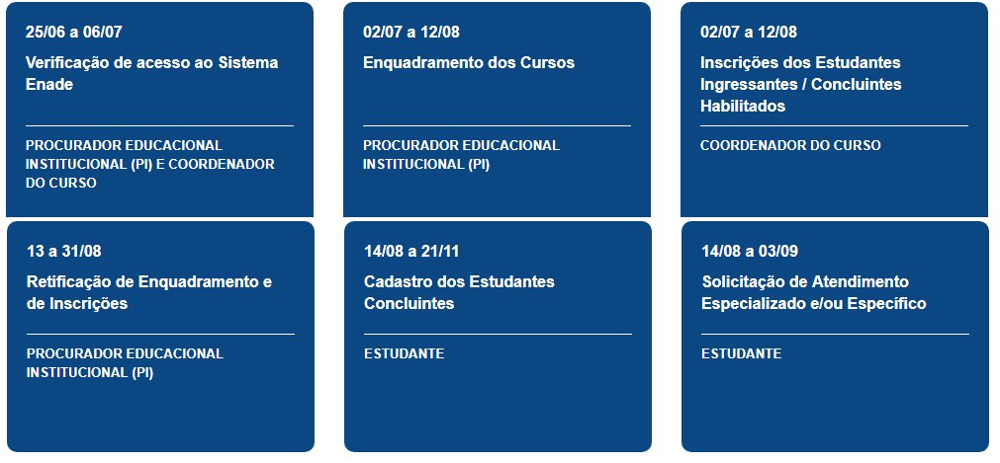 25/06 a 06/07
Verificação de acesso ao Sistema
Enade
PROCURADOR EDUCACIONAL
INSTITUCIONAL (PI) E COORDENADOR
DO CURSO
02/07 a 12/08
Enquadramento dos Cursos
PROCURADOR EDUCACIONAL
INSTITUCIONAL (PI)
02/07 a 12/08
Inscrições dos Estudantes
Ingressantes / Concluintes
Habilitados
COORDENADOR DO CURSO
13 a 31/08
Retificação de Enquadramento e
de Inscrições
PROCURADOR EDUCACIONAL
INSTITUCIONAL (PI)
14/08 a 21/11
Cadastro dos Estudantes
Concluintes
ESTUDANTE
14/08 a 03/09
Solicitação de Atendimento
Especializado e/ou Específico
ESTUDANTE